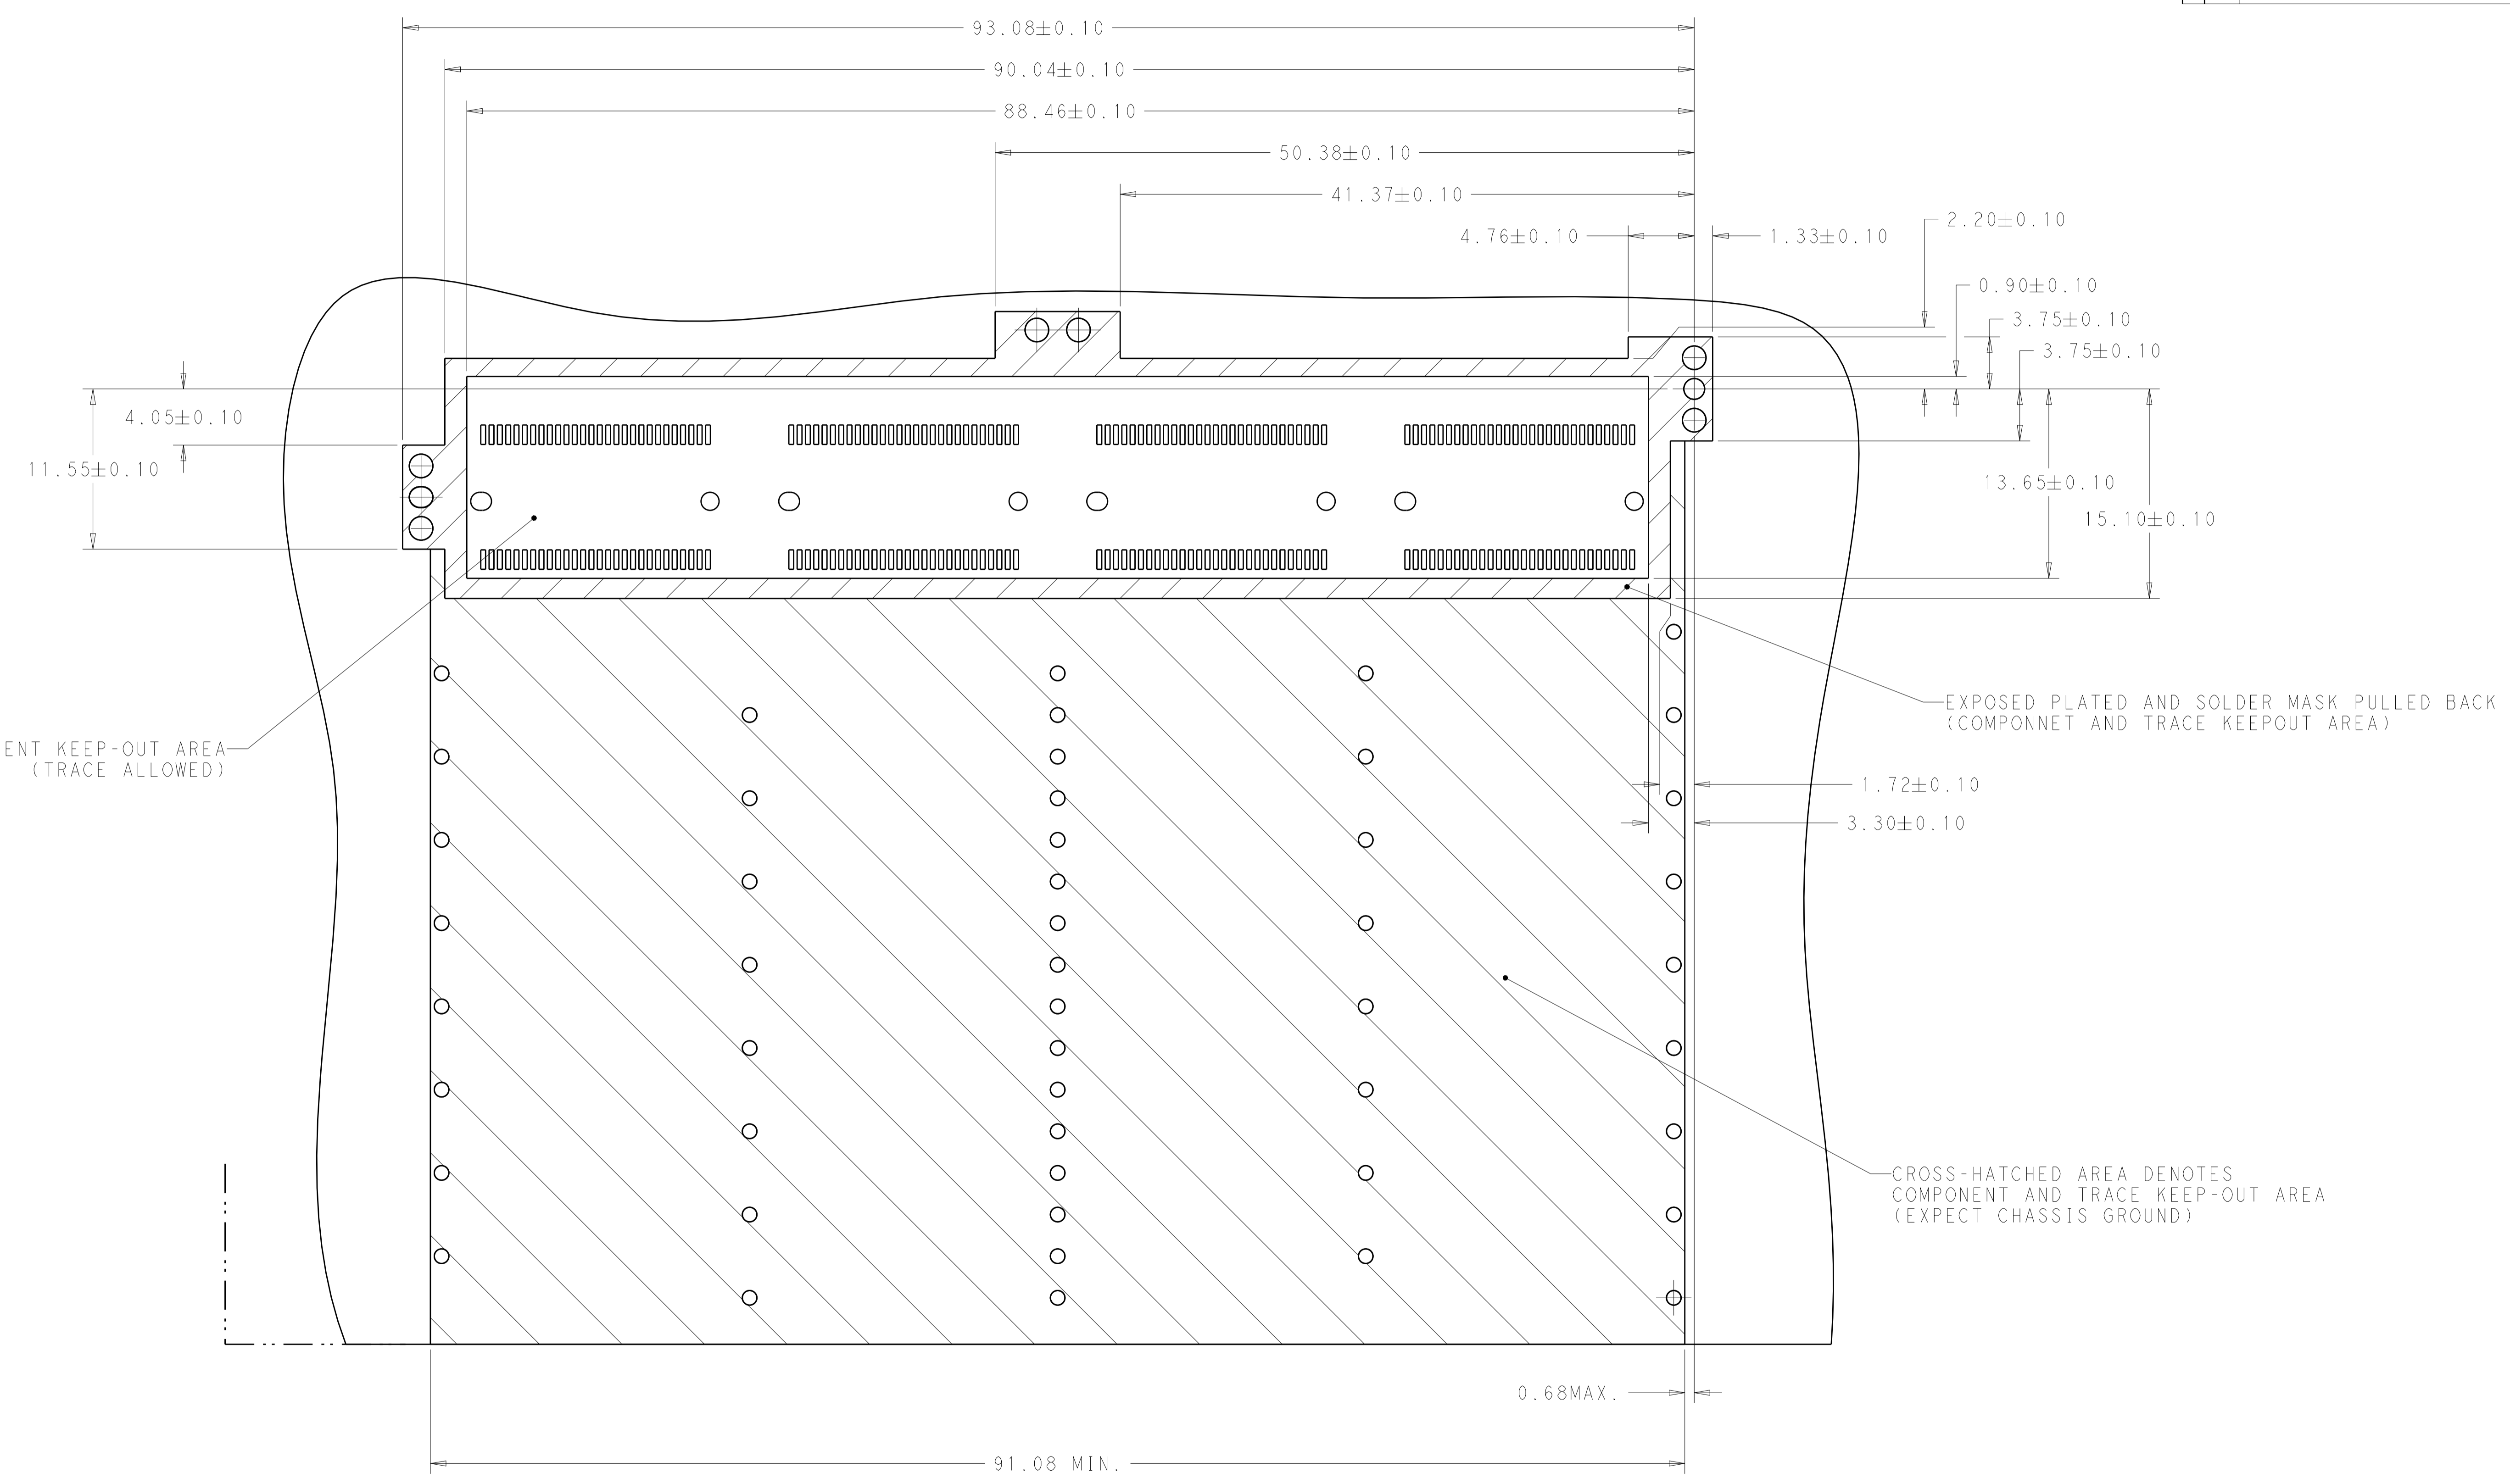 93.08±0.10
90.04±0.10
88.46±0.10
50.38±0.10
41.37±0.10
2.20±0.10
4.76±0.10
1.33±0.10
0.90±0.10
3.75±0.10
3.75±0.10
4.05±0.10
11.55±0.10
13.65±0.10
15.10±0.10
EXPOSED PLATED AND SOLDER MASK PULLED BACK
(COMPONNET AND TRACE KEEPOUT AREA)
ENT KEEP-OUT AREA
(TRACE ALLOWED)
1.72±0.10
3.30±0.10
CROSS-HATCHED AREA DENOTES
COMPONENT AND TRACE KEEP-OUT AREA
(EXPECT CHASSIS GROUND)
0.68MAX.
91.08 MIN.